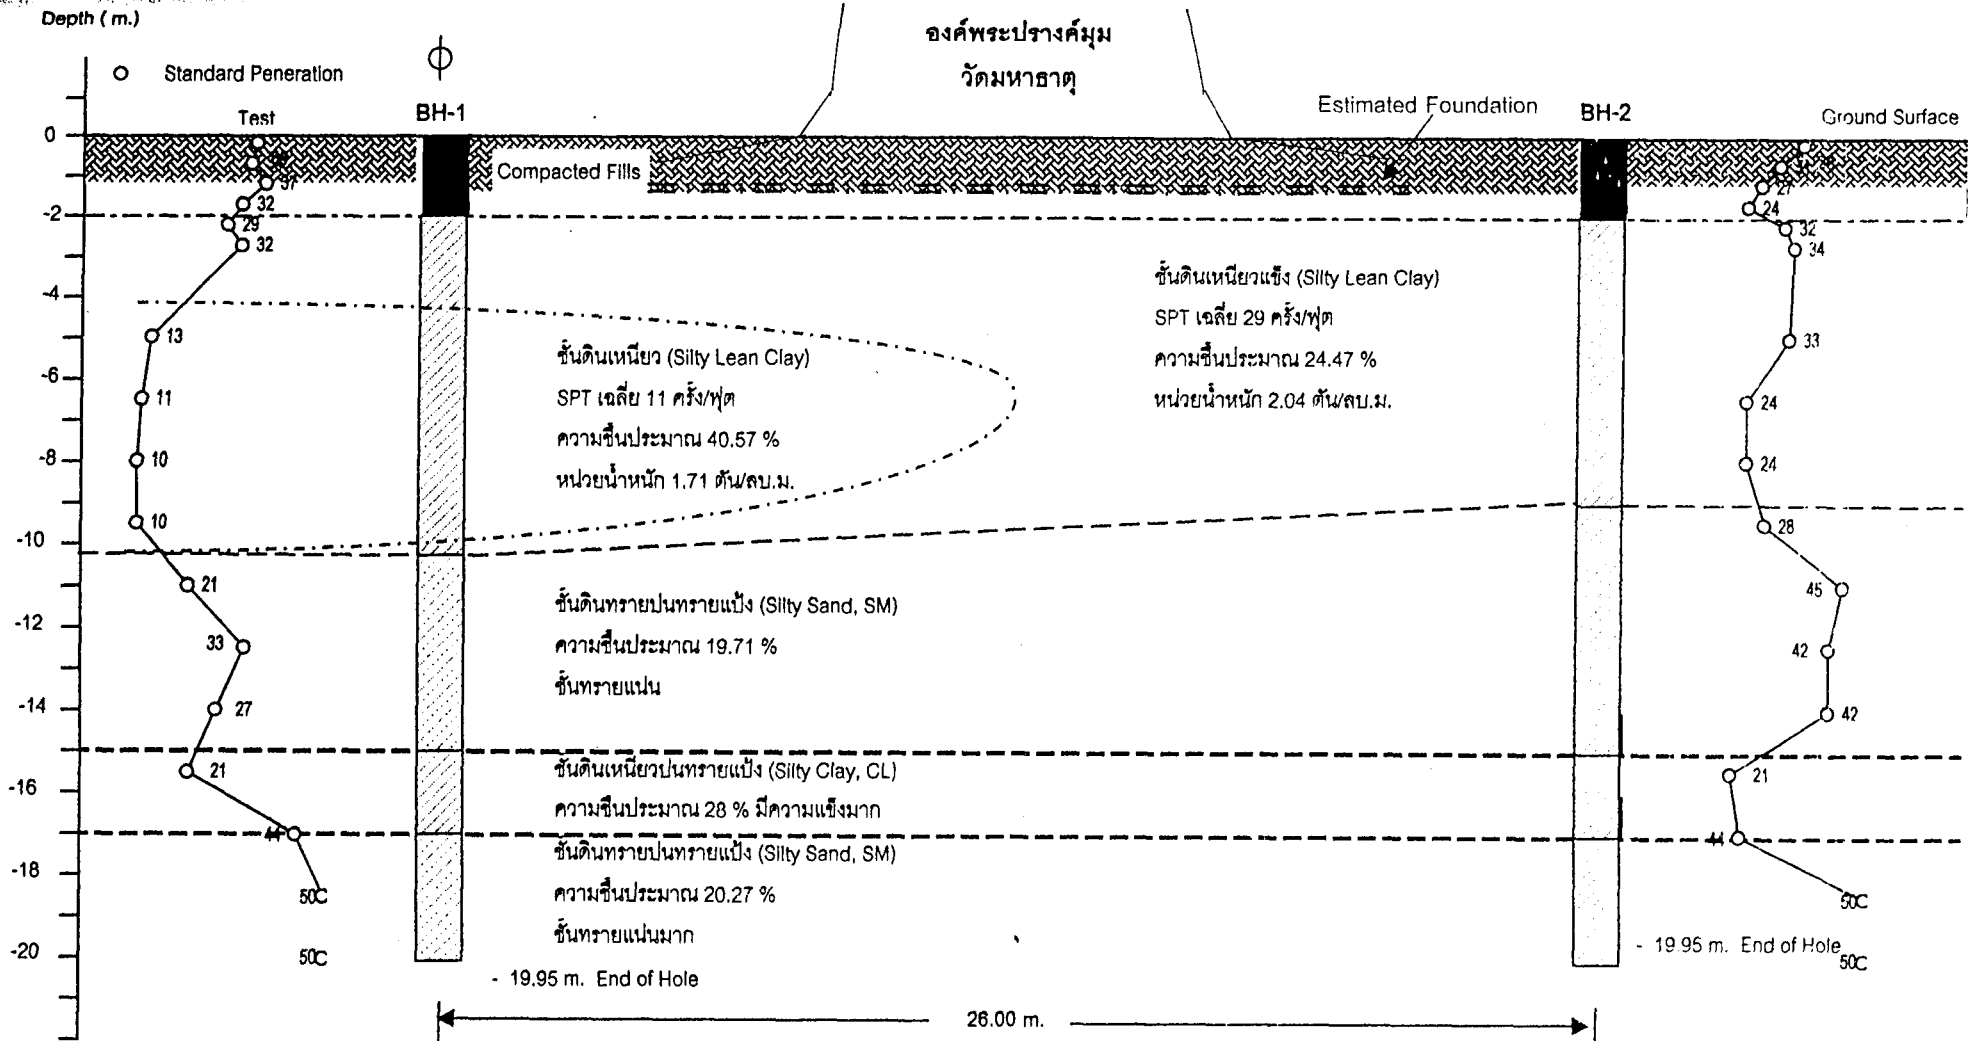 Depth ( m.)
Standard Peneration
Test
BH-1
องค์พระปรางค์มุม
วัดมหาธาตุ
Estimated Foundation
BH-2
Ground Surface
Compacted Fills
0
-2
-4
-6
-8
-10
-12
-14
-16
-18
-20
37
32
29
32
13
11
10
10
21
33
27
21
44
50
50
ชั้นดินเหนียว (Silty Lean Clay)
SPT เฉลี่ย 11 ครั้ง/ฟุต
ความชื้นประมาณ 40.57 %
หน่วยน้ำหนัก 1.71 ตัน/ลบ.ม.
ชั้นดินเหนียวแข็ง (Silty Lean Clay)
SPT เฉลี่ย 29 ครั้ง/ฟุต
ความชื้นประมาณ 24.47 %
หน่วยน้ำหนัก 2.04 ตัน/ลบ.ม.
ชั้นดินทรายปนทรายแป้ง (Silty Sand, SM)
ความชื้นประมาณ 19.71 %
ชั้นทรายแน่น
ชั้นดินเหนียวปนทรายแป้ง (Silty Clay, CL)
ความชื้นประมาณ 28 % มีความแข็งมาก
ชั้นดินทรายปนทรายแป้ง (Silty Sand, SM)
ความชื้นประมาณ 20.27 %
ชั้นทรายแน่นมาก
- 19.95 m. End of Hole
27
24
32
34
33
24
24
28
45
42
42
21
44
50
50
- 19.95 m. End of Hole
26.00 m.